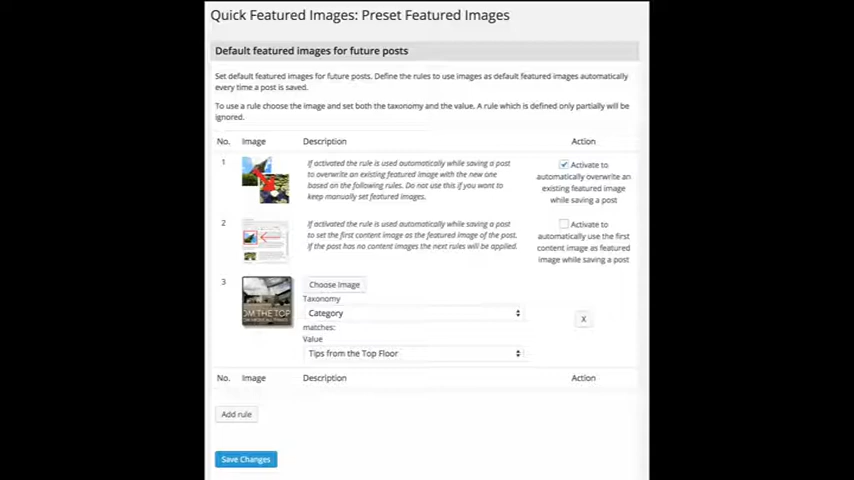 Quick Featured Images: Preset Featured Images
Default featured images for future posts
Set default featured images for future posts. Define the rules to use images as default featured images automatically
every time a post is saved.
To use a rule choose the image and set both the taxonomy and the value. A rule which is defined only partially will be
ignored.
No. Image Description Action
1
If activated the rule is used automatically while saving a post
to overwrite an existing featured image with the new one
based on the following rules. Do not use this if you want to
keep manually set featured images.
Activate to
automatically overwrite an
existing featured image
while saving a post
2
If activated the rule is used automatically while saving a post
to set the first content image as the featured image of the post.
If the post has no content images the next rules will be applied.
Activate to
automatically use the first
content image as featured
image while saving a post
3
OM THE TOP
Choose Image
Taxonomy
Category
matches:
Value
Tips from the Top Floor
X
No. Image Description Action
Add rule
Save Changes